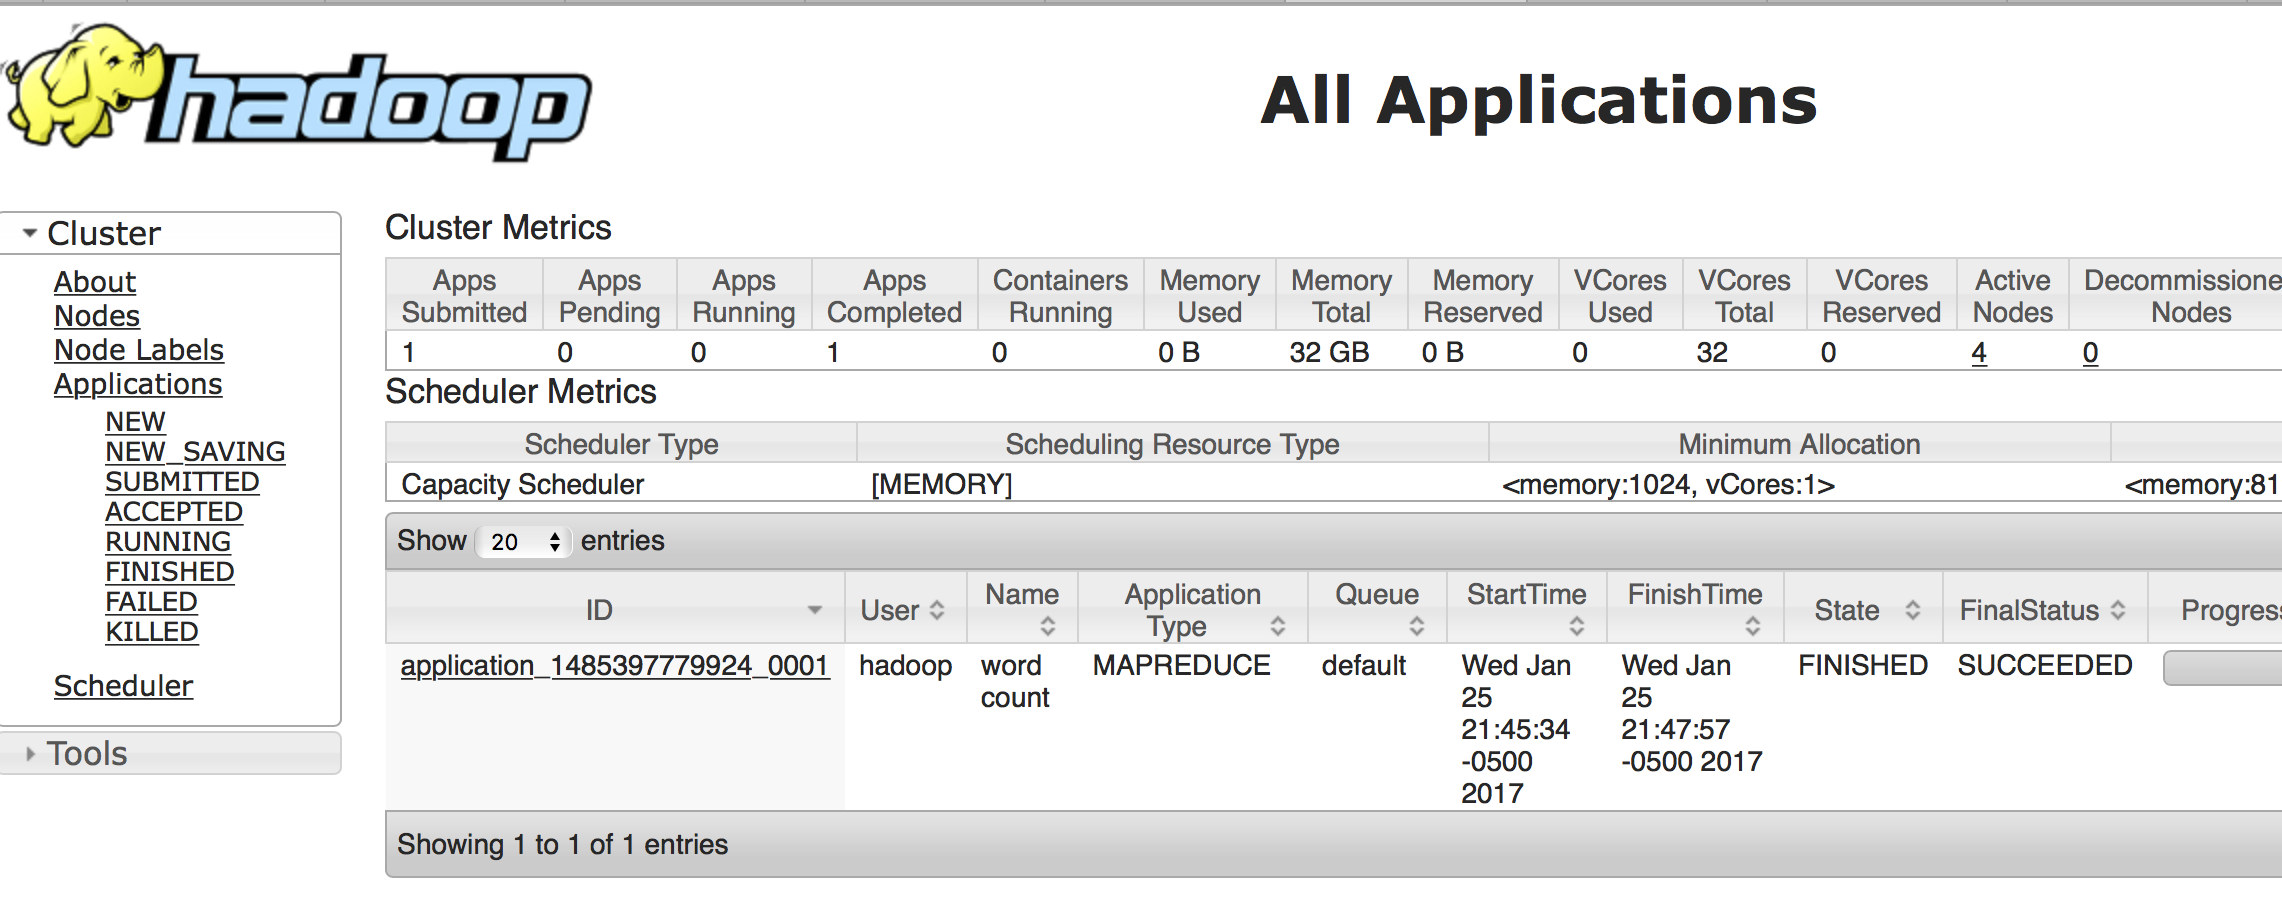 hadoop
All Applications
Cluster
About
Nodes
Node Labels
Applications
NEW
NEW_SAVING
SUBMITTED
ACCEPTED
RUNNING
FINISHED
FAILED
KILLED
Scheduler
Tools
Cluster Metrics
Apps Submitted Apps Pending Apps Running Apps Completed Containers Running Memory Used Memory Total Memory Reserved VCores Used VCores Total VCores Reserved Active Nodes Decommissione Nodes
1 0 0 1 0 0 B 32 GB 0 B 0 32 0 4 0
Scheduler Metrics
Scheduler Type Scheduling Resource Type Minimum Allocation
Capacity Scheduler [MEMORY] <memory:1024, vCores:1> <memory:81
Show 20 entries
ID User Name Application Type Queue StartTime FinishTime State FinalStatus Progress
application_1485397779924_0001 hadoop word count MAPREDUCE default Wed Jan 25 21:45:34 -0500 2017 Wed Jan 25 21:47:57 -0500 2017 FINISHED SUCCEEDED
Showing 1 to 1 of 1 entries